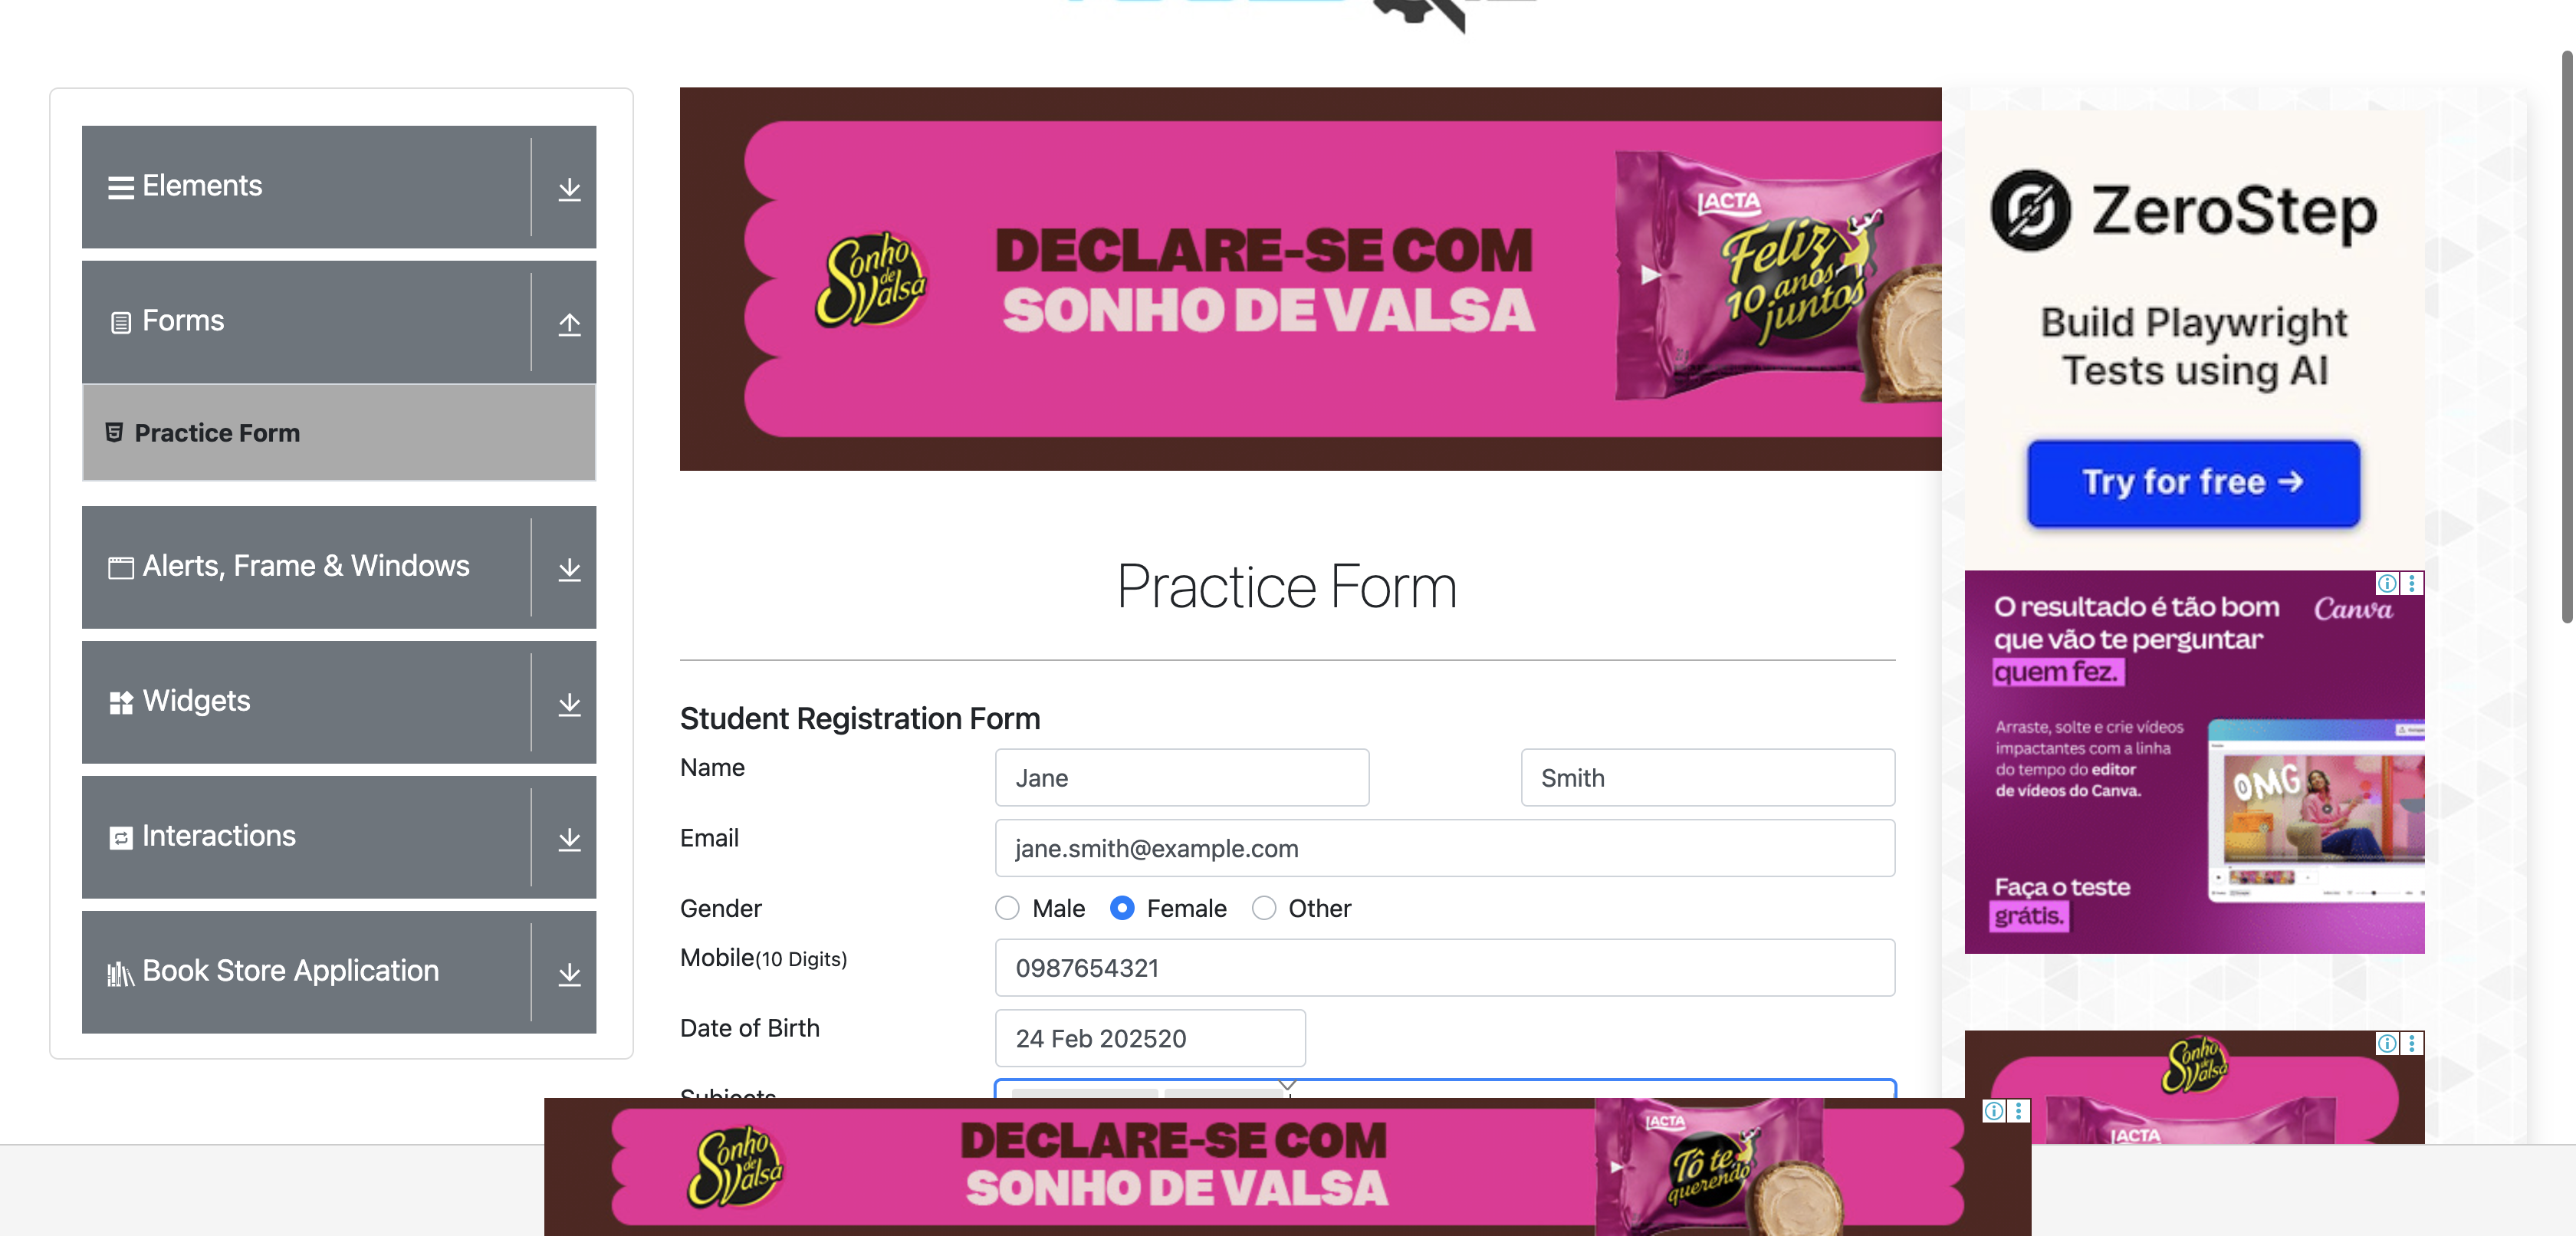 Elements
Forms
Practice Form
Alerts, Frame & Windows
Widgets
Interactions
Book Store Application
Sonho
de
Valsa
DECLARE-SE COM
SONHO DE VALSA
LACTA
Feliz
10 anos
juntos
Practice Form
Student Registration Form
Name
Jane
Smith
Email
jane.smith@example.com
Gender
Male
Female
Other
Mobile(10 Digits)
0987654321
Date of Birth
24 Feb 202520
Subjects
ZeroStep
Build Playwright
Tests using AI
Try for free →
O resultado é tão bom
que vão te perguntar
quem fez.
Canva
Arraste, solte e crie vídeos
impactantes com a linha
do tempo do editor
de vídeos do Canva.
OMG
Faça o teste
grátis.
Sonho
de
Valsa
LACTA
Sonho
de
Valsa
DECLARE-SE COM
SONHO DE VALSA
LACTA
Tô te
querendo